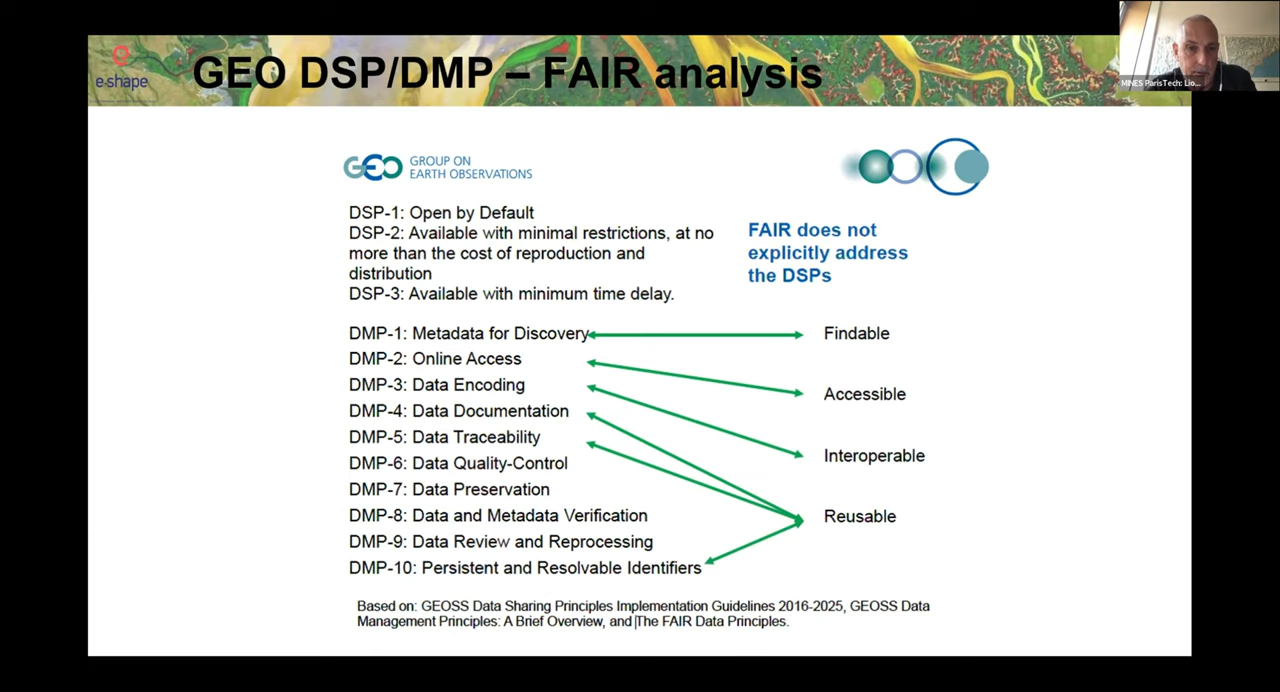 e-shape
GEO DSP/DMP – FAIR analysis
MINES ParisTech: Lio...
GEO GROUP ON
EARTH OBSERVATIONS
DSP-1: Open by Default
DSP-2: Available with minimal restrictions, at no
more than the cost of reproduction and
distribution
DSP-3: Available with minimum time delay.
FAIR does not
explicitly address
the DSPs
DMP-1: Metadata for Discovery
DMP-2: Online Access
DMP-3: Data Encoding
DMP-4: Data Documentation
DMP-5: Data Traceability
DMP-6: Data Quality-Control
DMP-7: Data Preservation
DMP-8: Data and Metadata Verification
DMP-9: Data Review and Reprocessing
DMP-10: Persistent and Resolvable Identifiers
Findable
Accessible
Interoperable
Reusable
Based on: GEOSS Data Sharing Principles Implementation Guidelines 2016-2025, GEOSS Data
Management Principles: A Brief Overview, and The FAIR Data Principles.